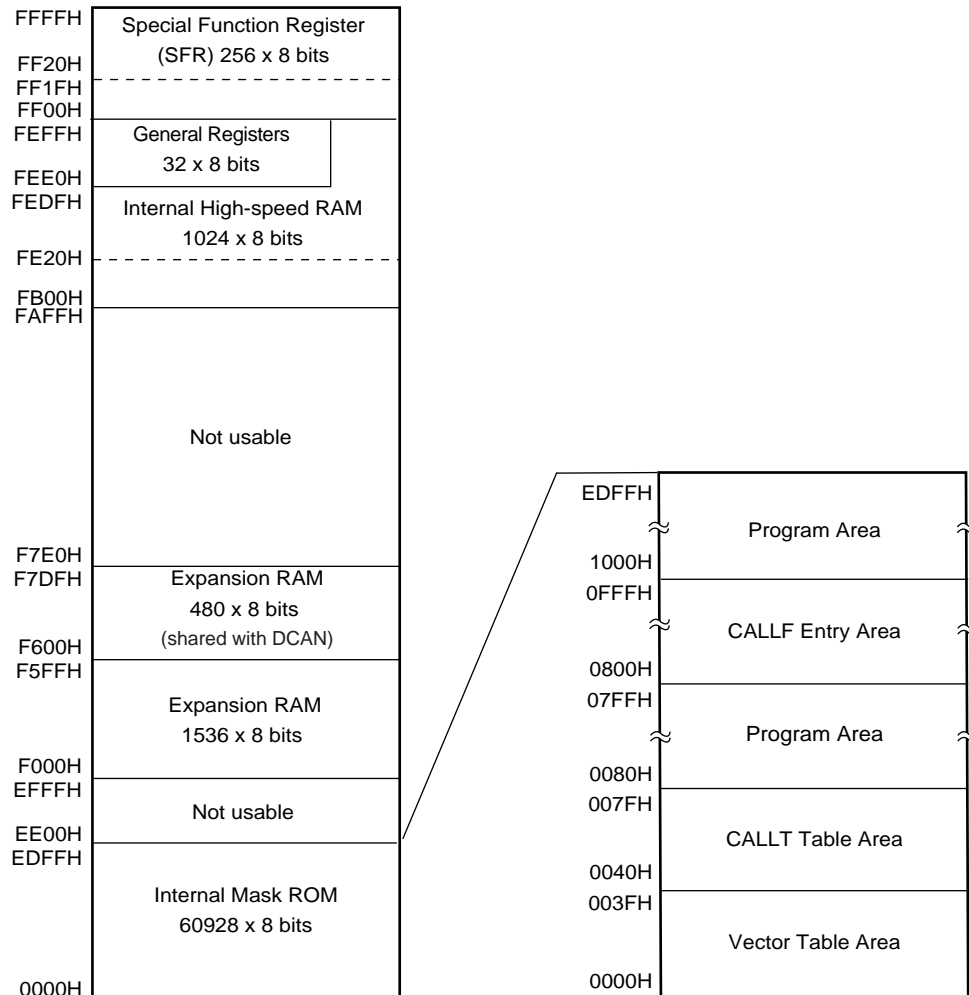 FFFFH
Special Function Register
(SFR) 256 x 8 bits
FF20H
FF1FH
FF00H
FEFFH
General Registers
32 x 8 bits
FEE0H
FEDFH
Internal High-speed RAM
1024 x 8 bits
FE20H
FB00H
FAFFH
Not usable
F7E0H
F7DFH
Expansion RAM
480 x 8 bits
(shared with DCAN)
F600H
F5FFH
Expansion RAM
1536 x 8 bits
F000H
EFFFH
Not usable
EE00H
EDFFH
Internal Mask ROM
60928 x 8 bits
0000H
EDFFH
Program Area
1000H
0FFFH
CALLF Entry Area
0800H
07FFH
Program Area
0080H
007FH
CALLT Table Area
0040H
003FH
Vector Table Area
0000H